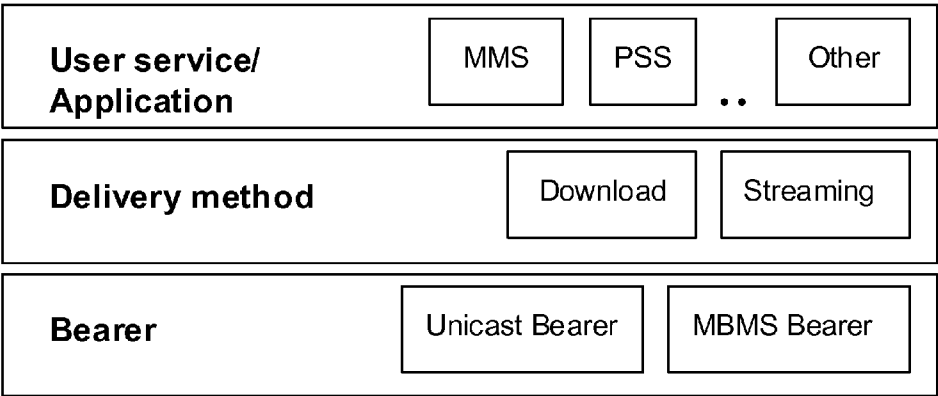 User service/
Application
MMS
PSS
..
Other
Delivery method
Download
Streaming
Bearer
Unicast Bearer
MBMS Bearer